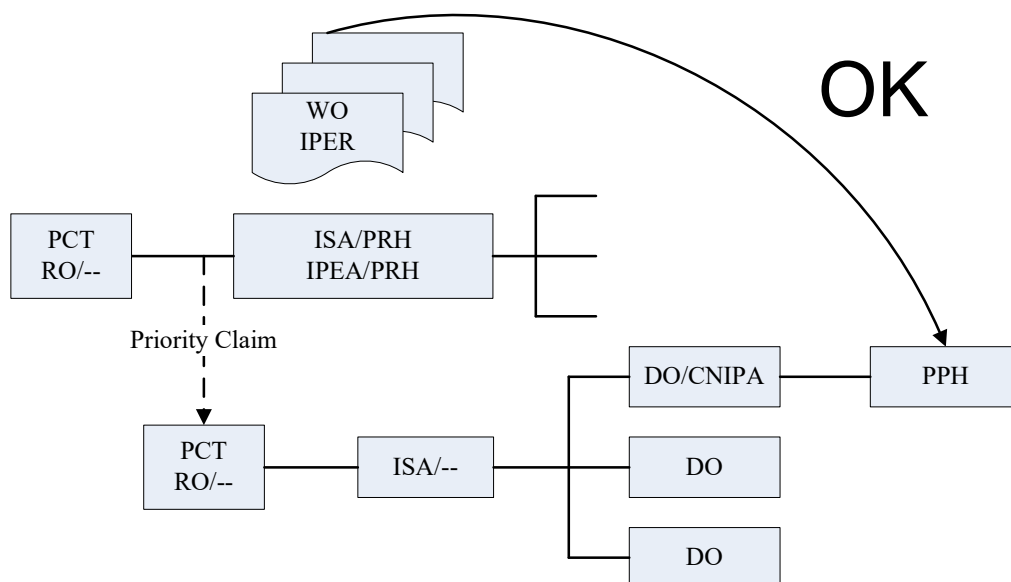 OK
WO
IPER
PCT
RO/--
ISA/PRH
IPEA/PRH
Priority Claim
DO/CNIPA
PPH
PCT
RO/--
ISA/--
DO
DO